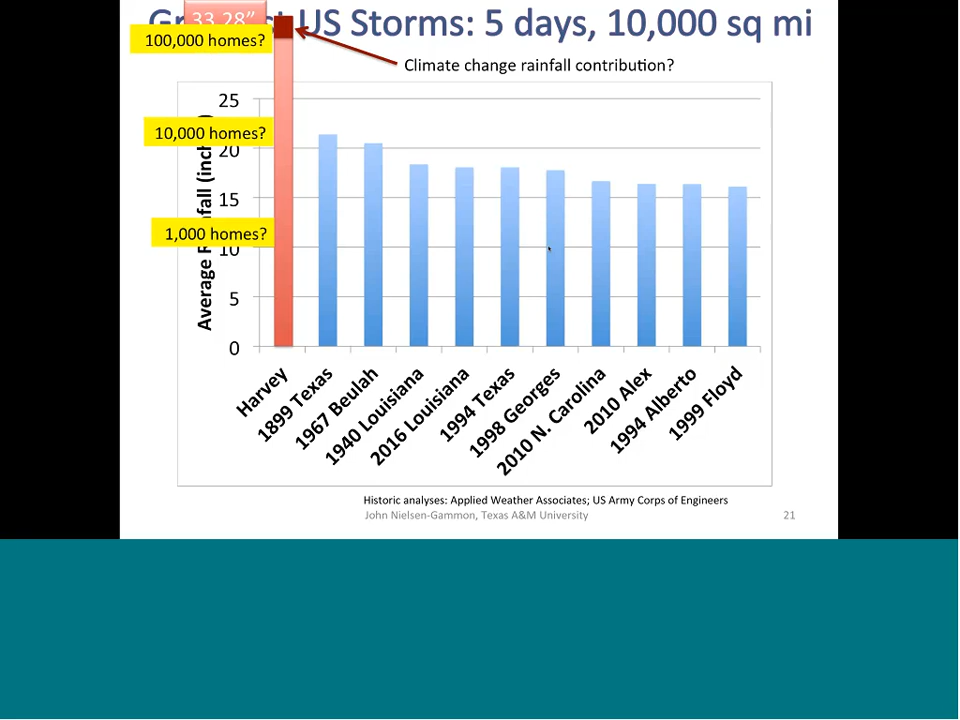 33.28"
US Storms: 5 days, 10,000 sq mi
100,000 homes?
Climate change rainfall contribution?
25
10,000 homes?
20
15
1,000 homes?
10
5
0
Average
Harvey
1899 Texas
1967 Beulah
1940 Louisiana
2016 Louisiana
1994 Texas
1998 Georges
2010 N. Carolina
2010 Alex
1994 Alberto
1999 Floyd
Historic analyses: Applied Weather Associates; US Army Corps of Engineers
John Nielsen-Gammon, Texas A&M University
21